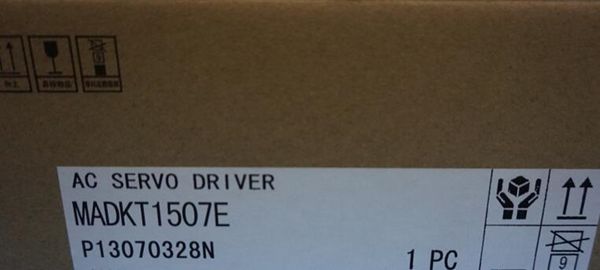 AC SERVO DRIVER
MADKT1507E
P13070328N
1 PC
9